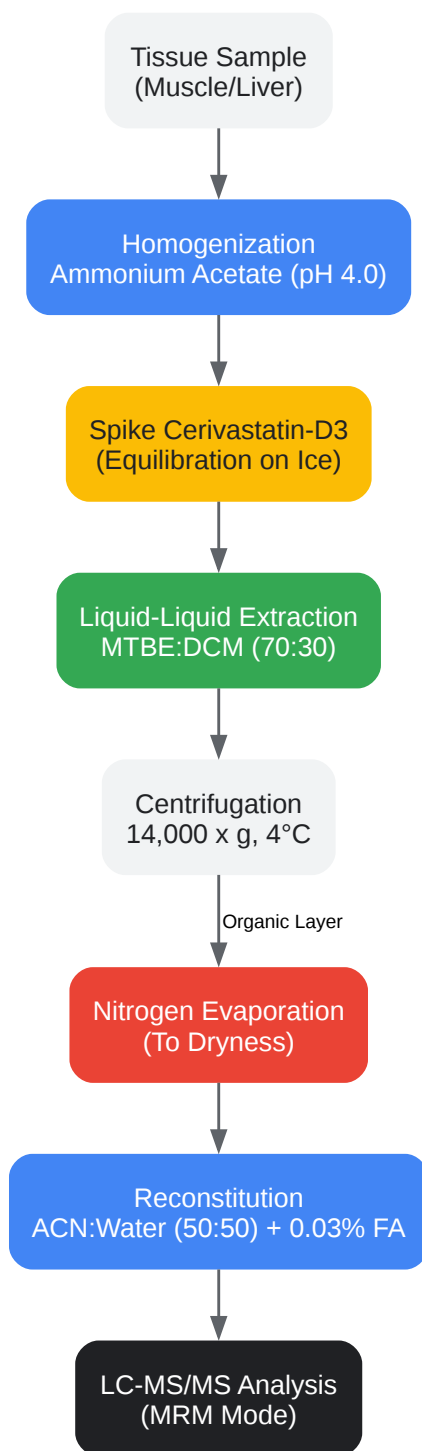 Tissue Sample
(Muscle/Liver)
Homogenization
Ammonium Acetate (pH 4.0)
Spike Cerivastatin-D3
(Equilibration on Ice)
Liquid-Liquid Extraction
MTBE:DCM (70:30)
Centrifugation
14,000 x g, 4°C
Organic Layer
Nitrogen Evaporation
(To Dryness)
Reconstitution
ACN:Water (50:50) + 0.03% FA
LC-MS/MS Analysis
(MRM Mode)